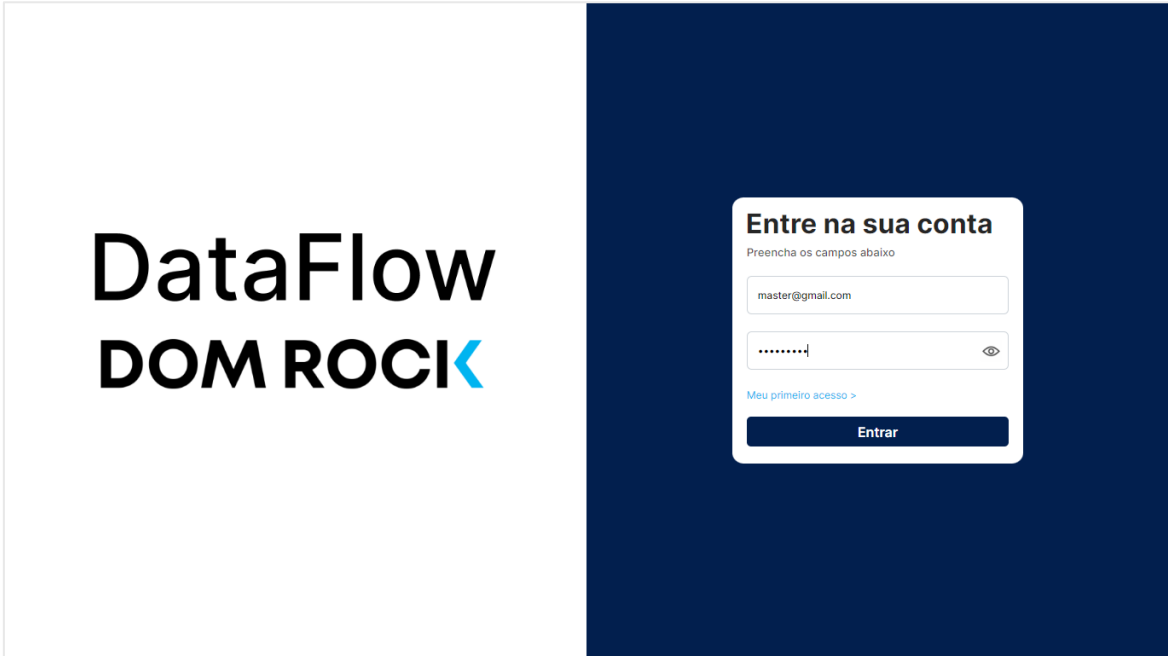 DataFlow
DOM ROCK
Entre na sua conta
Preencha os campos abaixo
master@gmail.com
•••••••••
Meu primeiro acesso >
Entrar